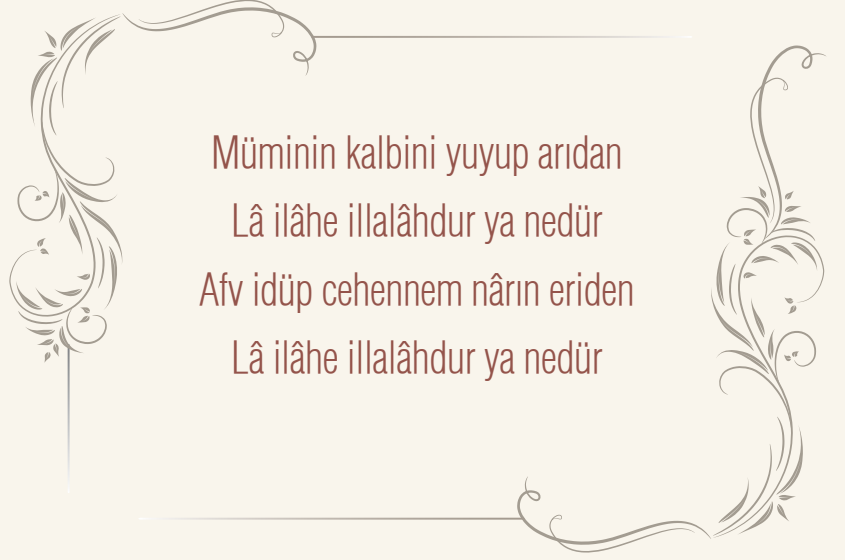 Müminin kalbini yuyup arıdan
Lâ ilâhe illalâhdur ya nedür
Afv idüp cehennem nârın eriden
Lâ ilâhe illalâhdur ya nedür